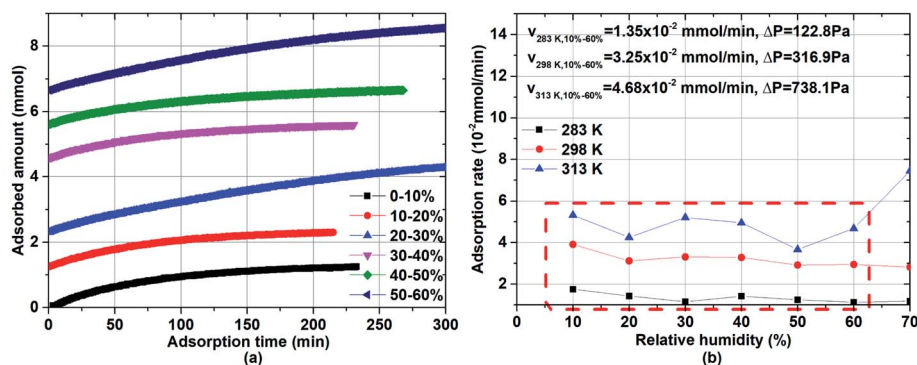 8
6
4
2
0
Adsorbed amount (mmol)
0-10%
10-20%
20-30%
30-40%
40-50%
50-60%
0 50 100 150 200 250 300
Adsorption time (min)
(a)
14
12
10
8
6
4
2
Adsorption rate (10⁻²mmol/min)
v283 K,10%-60%=1.35x10⁻² mmol/min, ΔP=122.8Pa
v298 K,10%-60%=3.25x10⁻² mmol/min, ΔP=316.9Pa
v313 K,10%-60%=4.68x10⁻² mmol/min, ΔP=738.1Pa
283 K
298 K
313 K
0 10 20 30 40 50 60 70
Relative humidity (%)
(b)